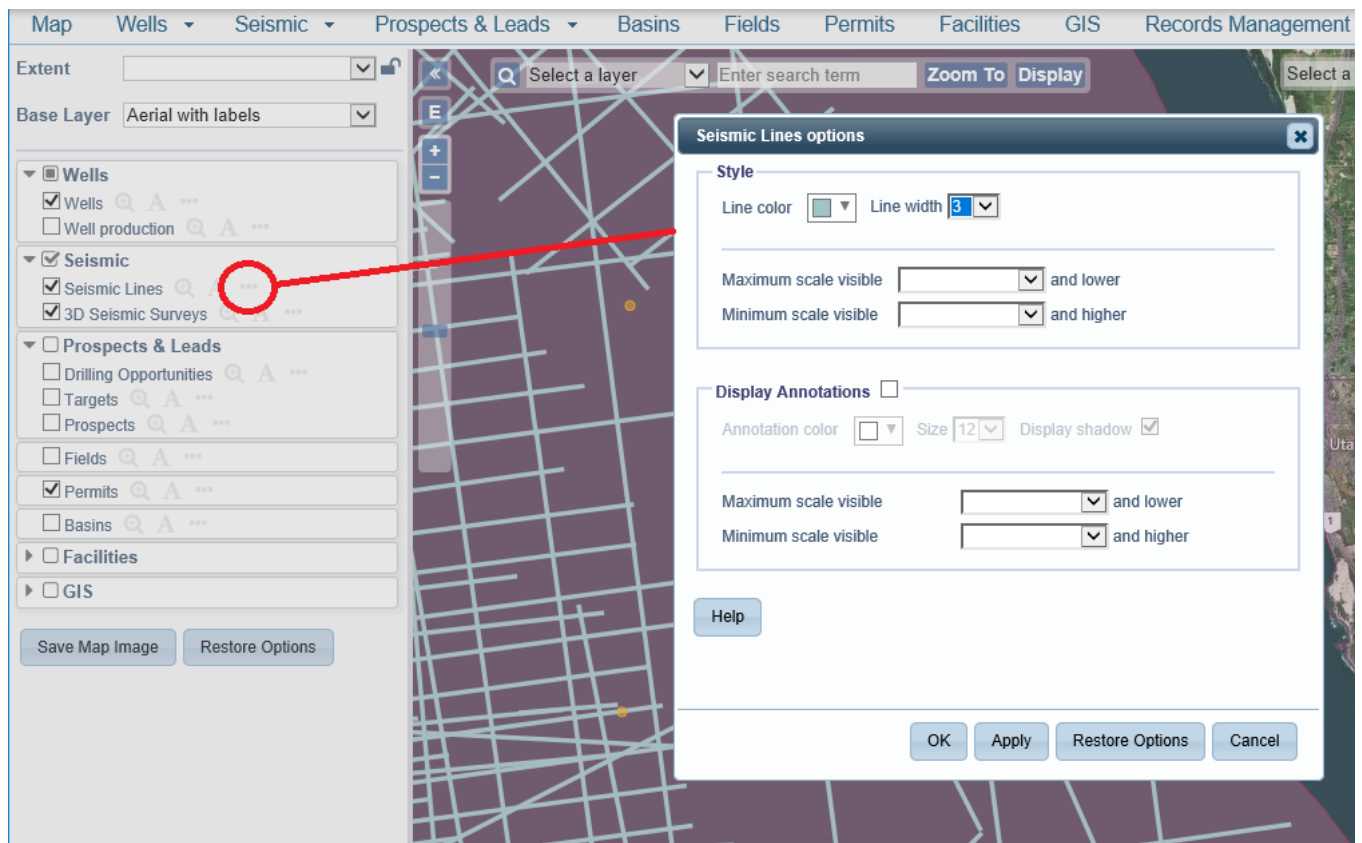 Map Wells Seismic Prospects & Leads Basins Fields Permits Facilities GIS Records Management
Extent
Base Layer Aerial with labels
Wells
Wells A
Well production A
Seismic
Seismic Lines A
3D Seismic Surveys A
Prospects & Leads
Drilling Opportunities A
Targets A
Prospects A
Fields A
Permits A
Basins A
Facilities
GIS
Save Map Image Restore Options
« Select a layer Enter search term Zoom To Display
Select a
E
+
−
Seismic Lines options
Style
Line color Line width 3
Maximum scale visible and lower
Minimum scale visible and higher
Display Annotations
Annotation color Size 12 Display shadow
Maximum scale visible and lower
Minimum scale visible and higher
Help
OK Apply Restore Options Cancel
Uta
1